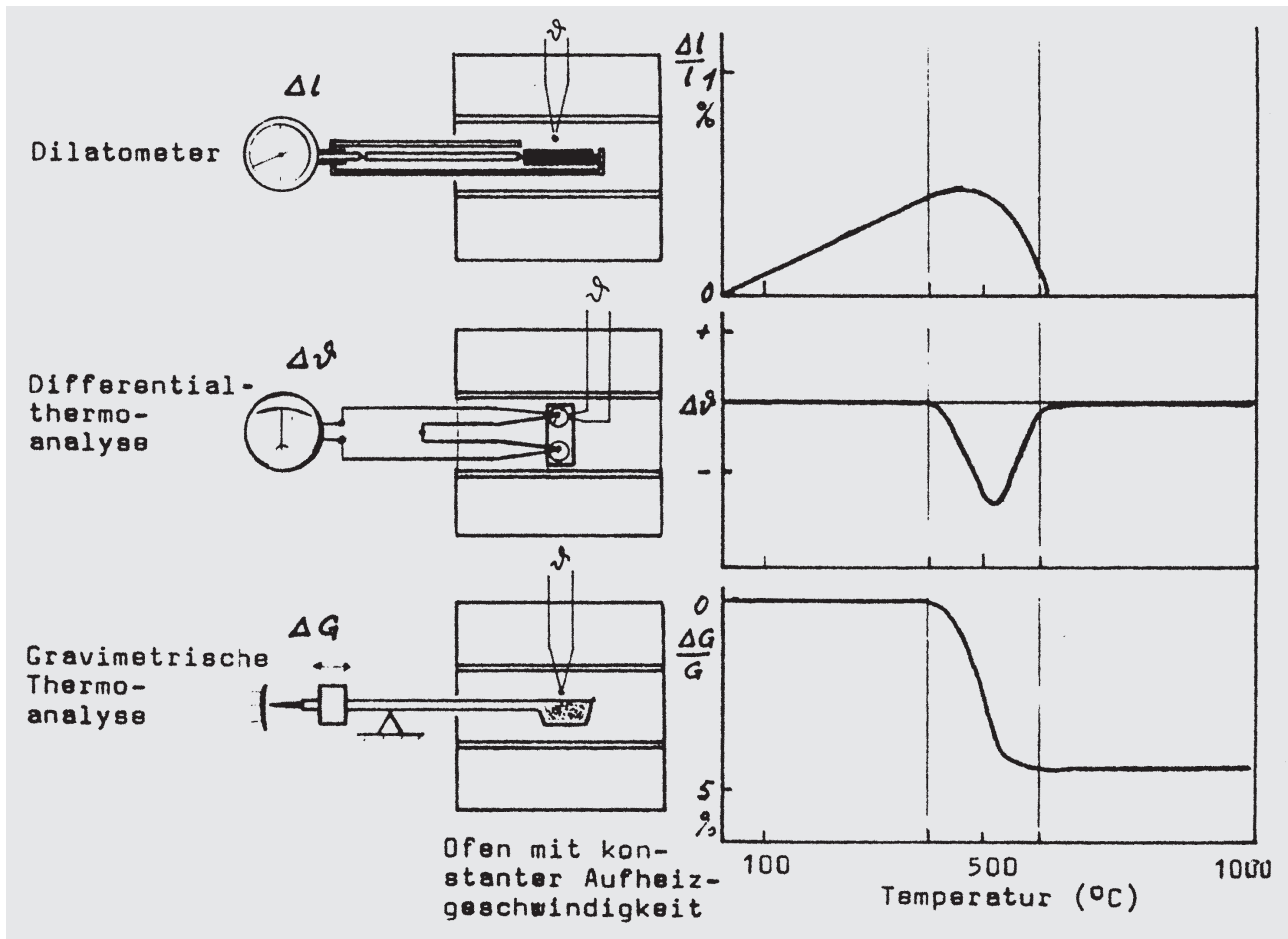 ϑ
Δl
Dilatometer
Δl
l
1
%
0
ϑ
Δϑ
Differential-
thermo-
analyse
+
Δϑ
-
ϑ
ΔG
Gravimetrische
Thermo-
analyse
0
ΔG
G
5
%
100 500 1000
Temperatur (ºC)
Ofen mit kon-
stanter Aufheiz-
geschwindigkeit